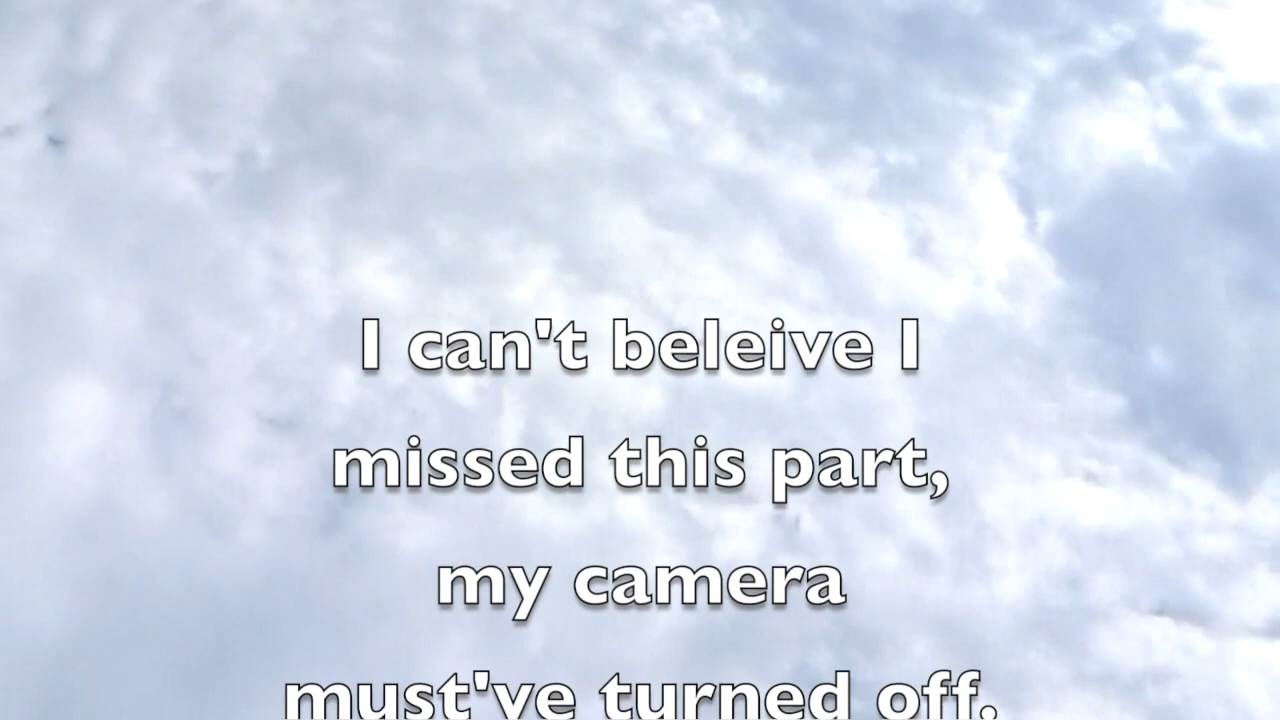 I can't beleive I
missed this part,
my camera
must've turned off.